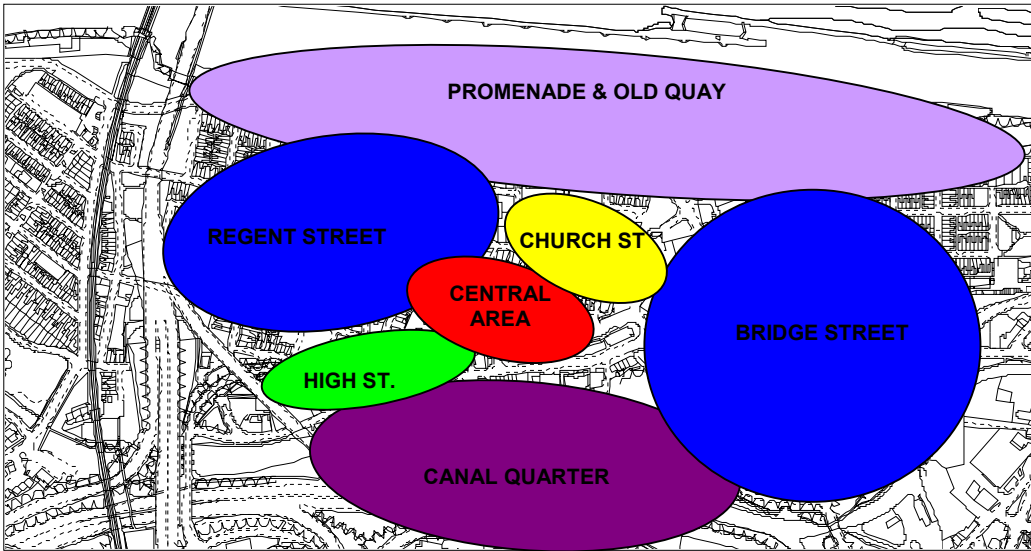 PROMENADE & OLD QUAY
REGENT STREET
CHURCH ST
CENTRAL
AREA
BRIDGE STREET
HIGH ST.
CANAL QUARTER